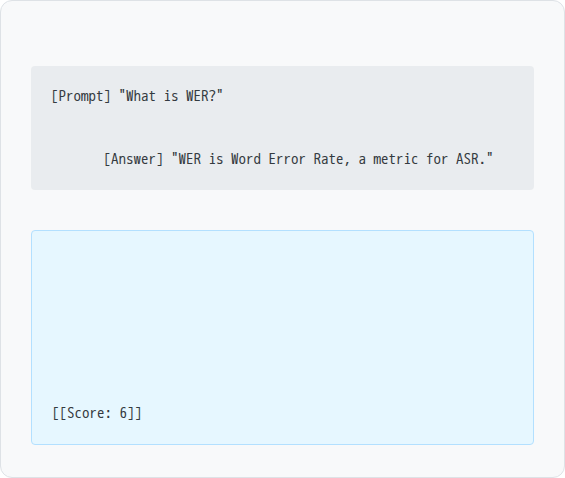 [Prompt] "What is WER?"
[Answer] "WER is Word Error Rate, a metric for ASR."
[[Score: 6]]